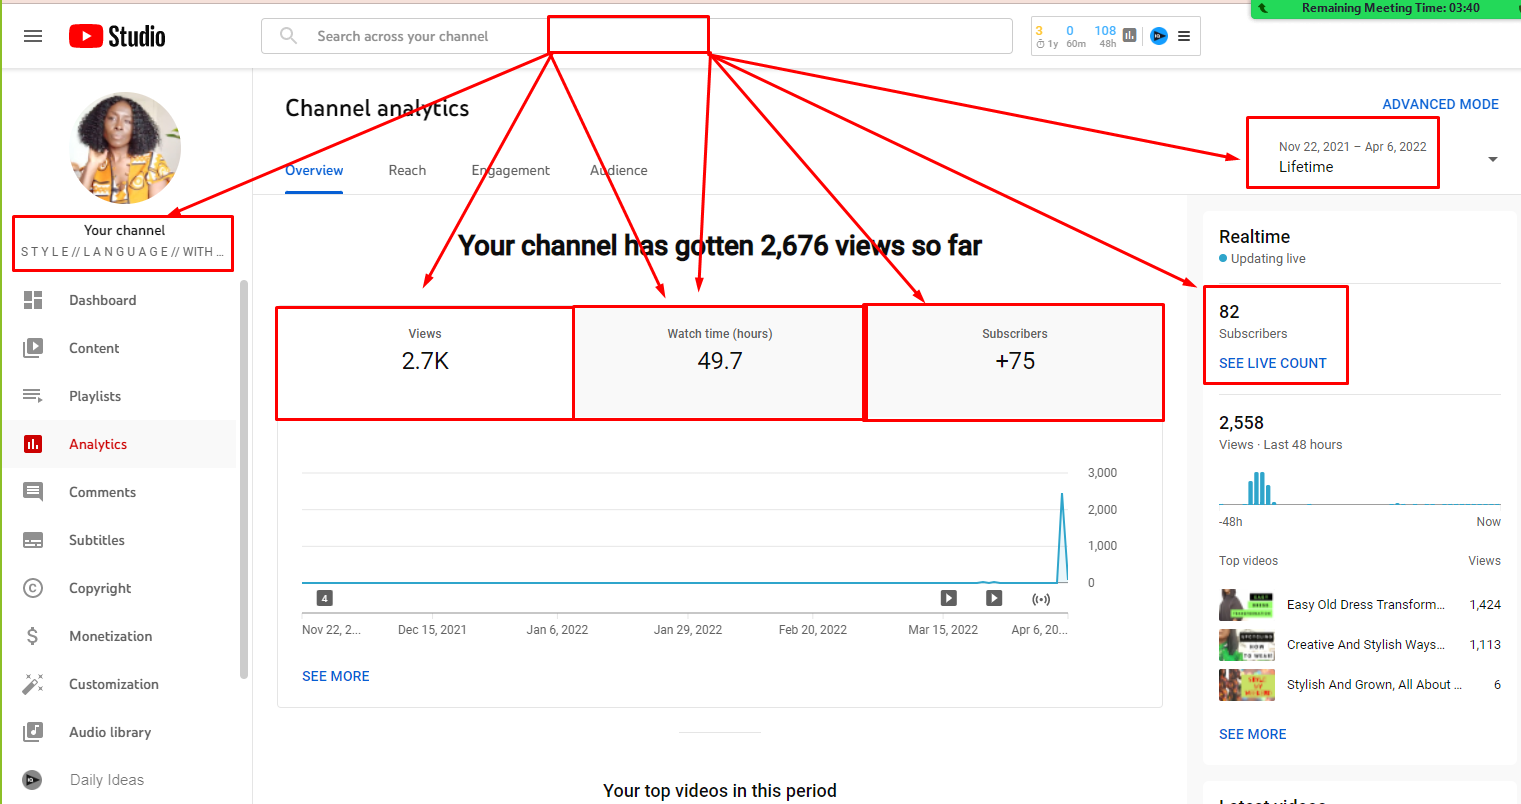 Remaining Meeting Time: 03:40
Studio
Search across your channel
3 0 108
1y 60m 48h
Channel analytics
ADVANCED MODE
Nov 22, 2021 – Apr 6, 2022
Lifetime
Overview Reach Engagement Audience
Your channel
S T Y L E // L A N G U A G E // WITH ...
Dashboard
Content
Playlists
Analytics
Comments
Subtitles
Copyright
Monetization
Customization
Audio library
Daily Ideas
Your channel has gotten 2,676 views so far
Views
2.7K
Watch time (hours)
49.7
Subscribers
+75
3,000
2,000
1,000
0
4
Nov 22, 2... Dec 15, 2021 Jan 6, 2022 Jan 29, 2022 Feb 20, 2022 Mar 15, 2022 Apr 6, 20...
SEE MORE
Your top videos in this period
Realtime
Updating live
82
Subscribers
SEE LIVE COUNT
2,558
Views · Last 48 hours
-48h Now
Top videos Views
Easy Old Dress Transform... 1,424
Creative And Stylish Ways... 1,113
Stylish And Grown, All About ... 6
SEE MORE
Latest videos